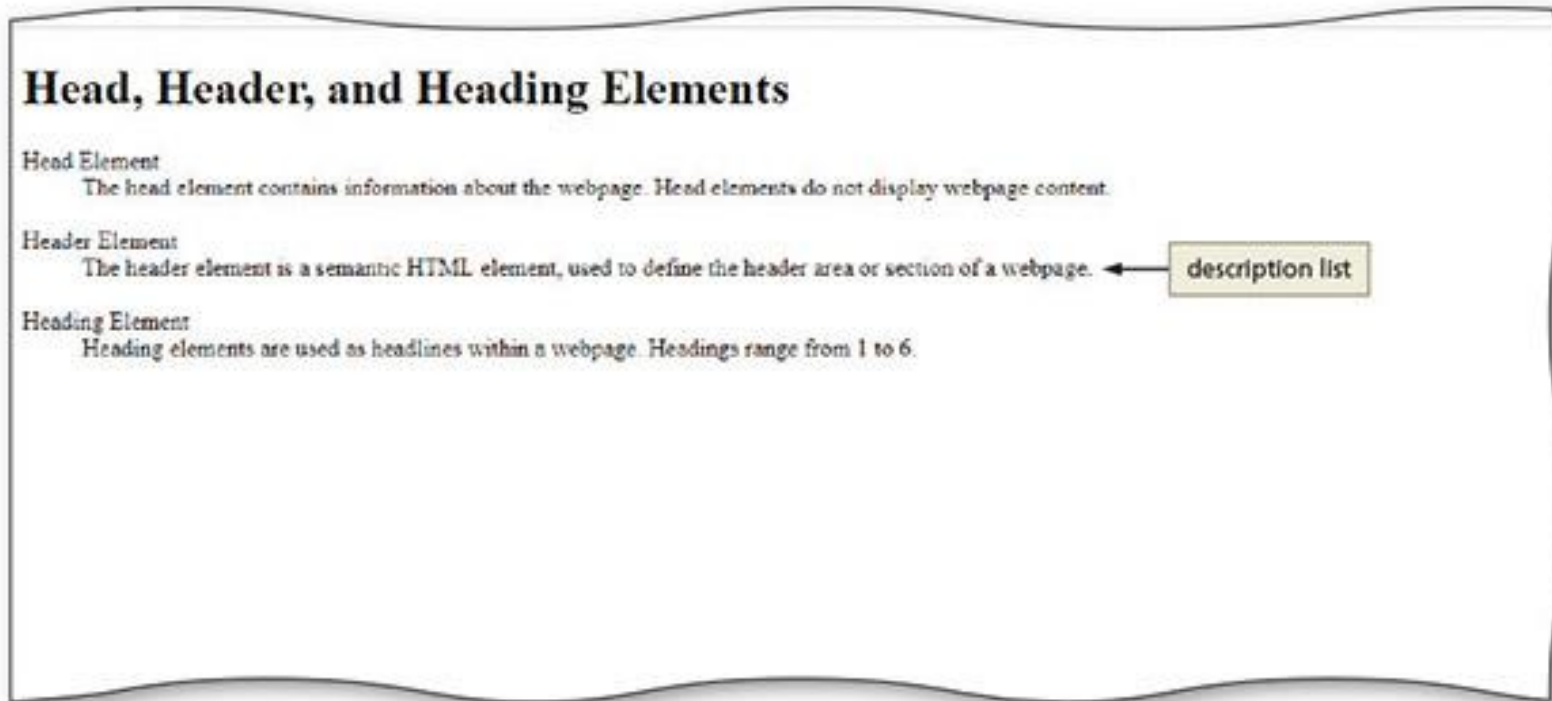 Head, Header, and Heading Elements
Head Element
The head element contains information about the webpage. Head elements do not display webpage content.
Header Element
The header element is a semantic HTML element, used to define the header area or section of a webpage.
description list
Heading Element
Heading elements are used as headlines within a webpage. Headings range from 1 to 6.